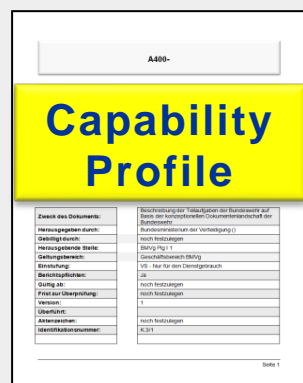 A400-
Capability
Profile
Zweck des Dokuments: Beschreibung der Teilaufgaben der Bundeswehr auf
Basis der konzeptionellen Dokumentenlandschaft der
Bundeswehr
Herausgegeben durch: Bundesministerium der Verteidigung ()
Gebilligt durch: noch festzulegen
Herausgebende Stelle: BMVg Plg I 1
Geltungsbereich: Geschäftsbereich BMVg
Einstufung: VS - Nur für den Dienstgebrauch
Berichtspflichten: Ja
Gültig ab: noch festzulegen
Frist zur Überprüfung: noch festzulegen
Version: 1
Überführt:
Aktenzeichen: noch festzulegen
Identifikationsnummer: K.3/1
Seite 1